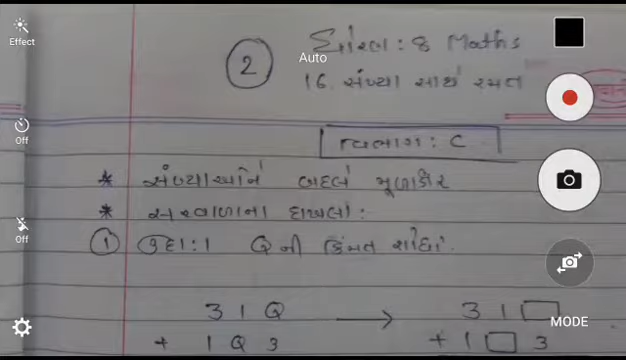 Effect
Auto
Off
Off
MODE
2
ધોરણ : 8 Maths
16. સંખ્યા સાથે રમત
વિભાગ : C
* સંખ્યાઓને બદલે મૂળાક્ષર
* સરવાળાના દાખલા :
1 ઉદા : 1 Q ની કિંમત શોધો.
3 1 Q → 3 1 □
+ 1 Q 3 + 1 □ 3